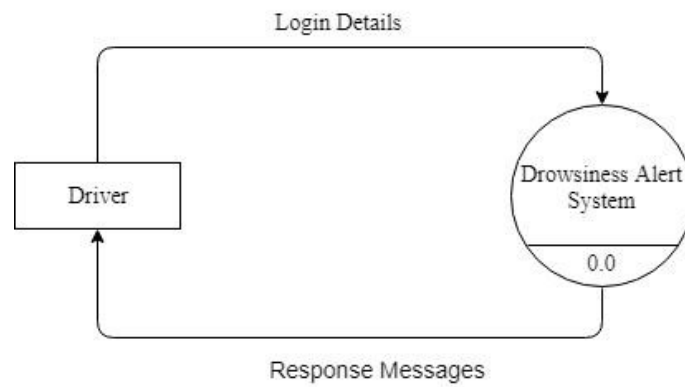 Login Details
Driver
Drowsiness Alert
System
0.0
Response Messages